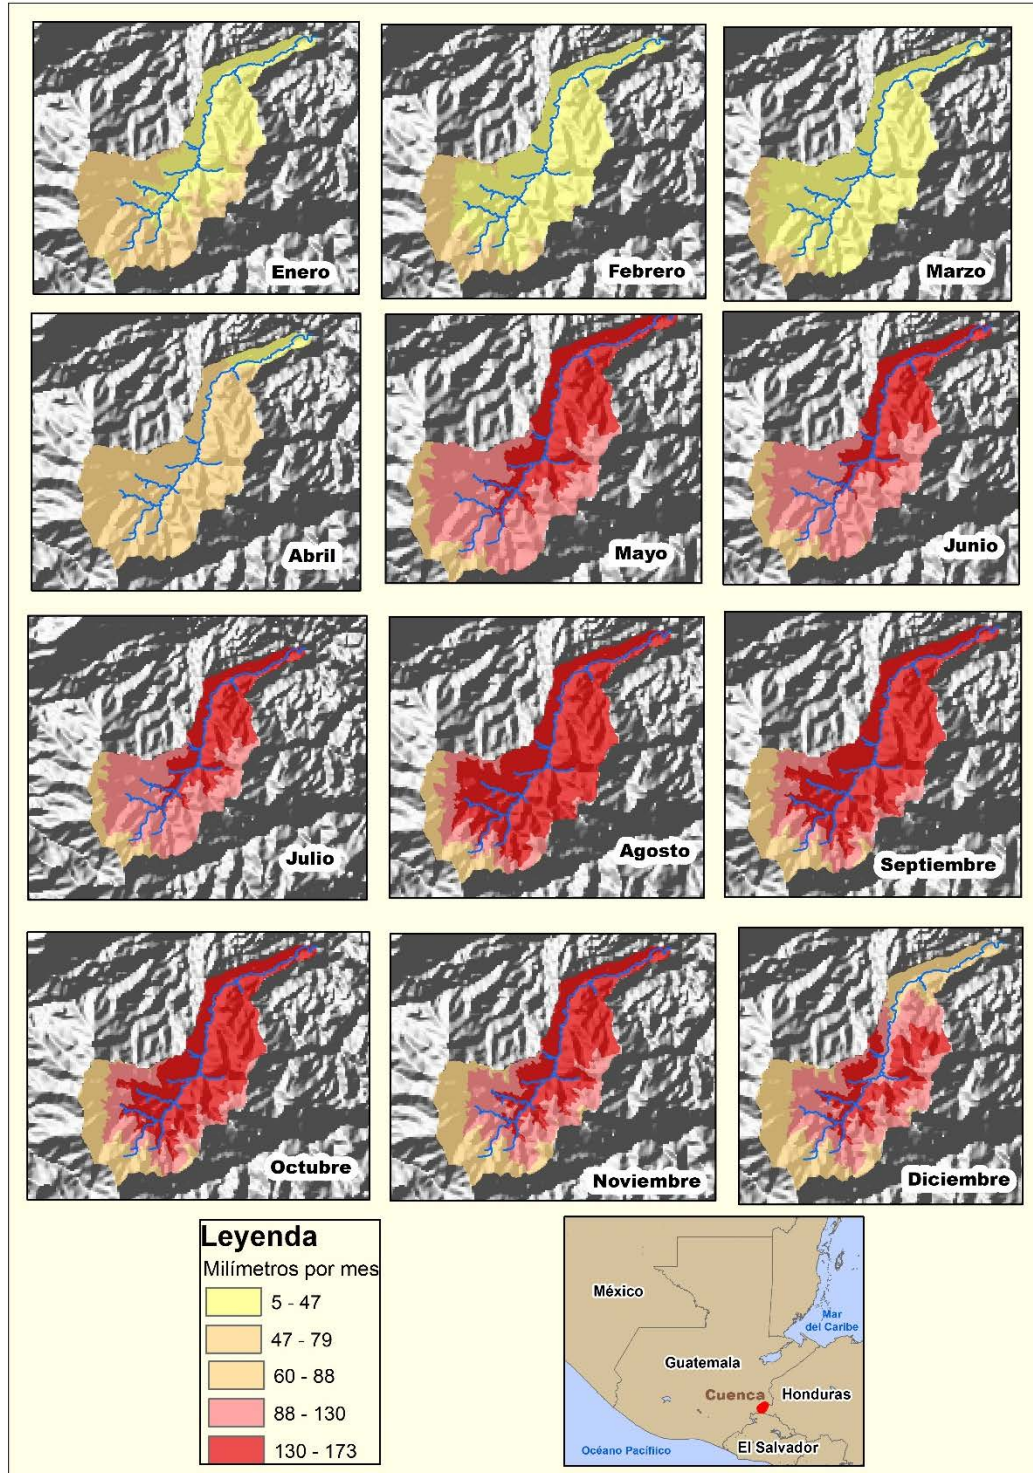 Enero
Febrero
Marzo
Abril
Mayo
Junio
Julio
Agosto
Septiembre
Octubre
Noviembre
Diciembre
Leyenda
Milímetros por mes
5 - 47
47 - 79
60 - 88
88 - 130
130 - 173
México
Mar
del Caribe
Guatemala
Cuenca
Honduras
El Salvador
Océano Pacífiico